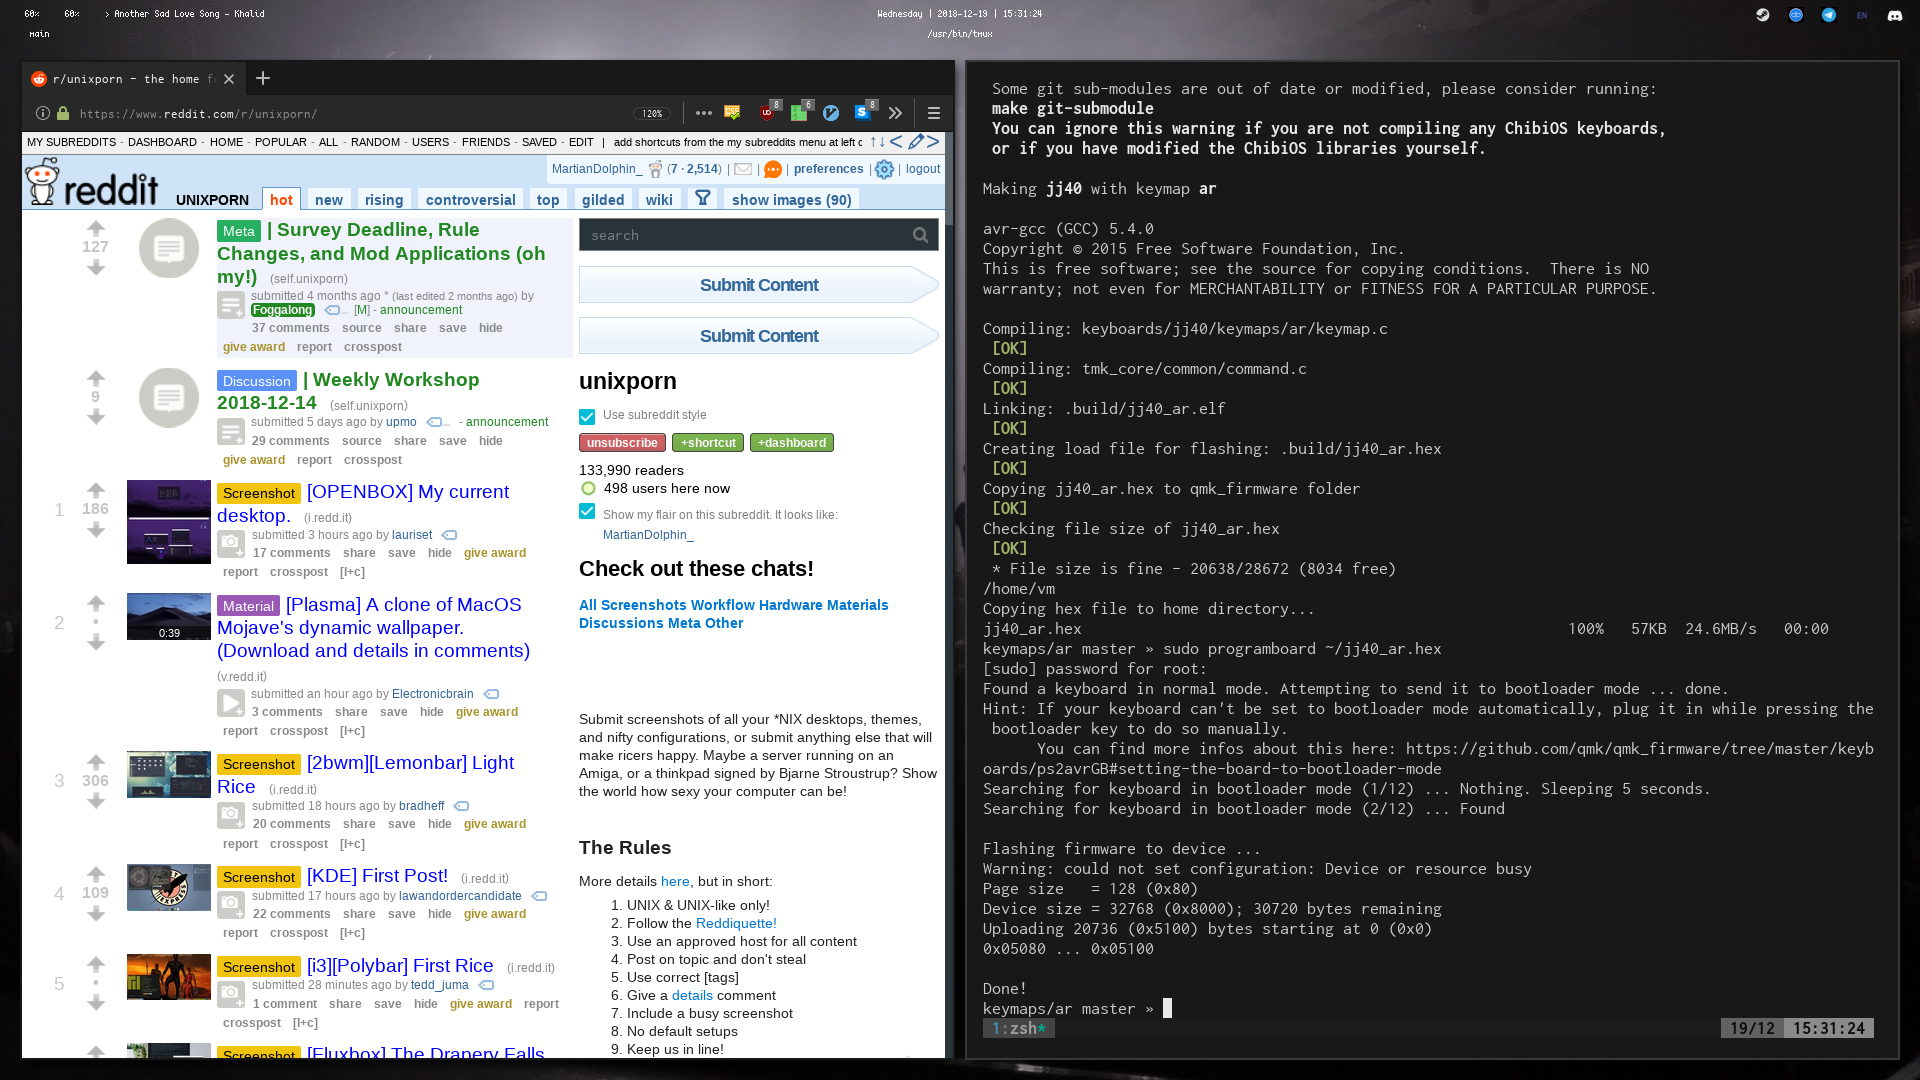 60% 60% > Another Sad Love Song - Khalid
Wednesday | 2018-12-19 | 15:31:24
EN
main
/usr/bin/tmux
r/unixporn - the home fo
https://www.reddit.com/r/unixporn/
120%
8 6 8
MY SUBREDDITS - DASHBOARD - HOME - POPULAR - ALL - RANDOM - USERS - FRIENDS - SAVED - EDIT | add shortcuts from the my subreddits menu at left c ↑↓ < >
MartianDolphin_ (7 · 2,514) | | | preferences | | logout
reddit UNIXPORN hot new rising controversial top gilded wiki show images (90)
127
Meta | Survey Deadline, Rule
Changes, and Mod Applications (oh
my!) (self.unixporn)
submitted 4 months ago * (last edited 2 months ago) by
Foggalong ... [M] - announcement
37 comments source share save hide
give award report crosspost
9
Discussion | Weekly Workshop
2018-12-14 (self.unixporn)
submitted 5 days ago by upmo ... - announcement
29 comments source share save hide
give award report crosspost
1
186
Screenshot [OPENBOX] My current
desktop. (i.redd.it)
submitted 3 hours ago by lauriset
17 comments share save hide give award
report crosspost [l+c]
2
•
0:39
Material [Plasma] A clone of MacOS
Mojave's dynamic wallpaper.
(Download and details in comments)
(v.redd.it)
submitted an hour ago by Electronicbrain
3 comments share save hide give award
report crosspost [l+c]
3
306
Screenshot [2bwm][Lemonbar] Light
Rice (i.redd.it)
submitted 18 hours ago by bradheff
20 comments share save hide give award
report crosspost [l+c]
4
109
Screenshot [KDE] First Post! (i.redd.it)
submitted 17 hours ago by lawandordercandidate
22 comments share save hide give award
report crosspost [l+c]
5
•
Screenshot [i3][Polybar] First Rice (i.redd.it)
submitted 28 minutes ago by tedd_juma
1 comment share save hide give award report
crosspost [l+c]
Screenshot [Fluxbox] The Drapery Falls
search
Submit Content
Submit Content
unixporn
Use subreddit style
unsubscribe +shortcut +dashboard
133,990 readers
498 users here now
Show my flair on this subreddit. It looks like:
MartianDolphin_
Check out these chats!
All Screenshots Workflow Hardware Materials
Discussions Meta Other
Submit screenshots of all your *NIX desktops, themes,
and nifty configurations, or submit anything else that will
make ricers happy. Maybe a server running on an
Amiga, or a thinkpad signed by Bjarne Stroustrup? Show
the world how sexy your computer can be!
The Rules
More details here, but in short:
1. UNIX & UNIX-like only!
2. Follow the Reddiquette!
3. Use an approved host for all content
4. Post on topic and don't steal
5. Use correct [tags]
6. Give a details comment
7. Include a busy screenshot
8. No default setups
9. Keep us in line!
Some git sub-modules are out of date or modified, please consider running:
make git-submodule
You can ignore this warning if you are not compiling any ChibiOS keyboards,
or if you have modified the ChibiOS libraries yourself.
Making jj40 with keymap ar
avr-gcc (GCC) 5.4.0
Copyright © 2015 Free Software Foundation, Inc.
This is free software; see the source for copying conditions. There is NO
warranty; not even for MERCHANTABILITY or FITNESS FOR A PARTICULAR PURPOSE.
Compiling: keyboards/jj40/keymaps/ar/keymap.c
[OK]
Compiling: tmk_core/common/command.c
[OK]
Linking: .build/jj40_ar.elf
[OK]
Creating load file for flashing: .build/jj40_ar.hex
[OK]
Copying jj40_ar.hex to qmk_firmware folder
[OK]
Checking file size of jj40_ar.hex
[OK]
* File size is fine - 20638/28672 (8034 free)
/home/vm
Copying hex file to home directory...
jj40_ar.hex 100% 57KB 24.6MB/s 00:00
keymaps/ar master » sudo programboard ~/jj40_ar.hex
[sudo] password for root:
Found a keyboard in normal mode. Attempting to send it to bootloader mode ... done.
Hint: If your keyboard can't be set to bootloader mode automatically, plug it in while pressing the
bootloader key to do so manually.
You can find more infos about this here: https://github.com/qmk/qmk_firmware/tree/master/keyb
oards/ps2avrGB#setting-the-board-to-bootloader-mode
Searching for keyboard in bootloader mode (1/12) ... Nothing. Sleeping 5 seconds.
Searching for keyboard in bootloader mode (2/12) ... Found
Flashing firmware to device ...
Warning: could not set configuration: Device or resource busy
Page size = 128 (0x80)
Device size = 32768 (0x8000); 30720 bytes remaining
Uploading 20736 (0x5100) bytes starting at 0 (0x0)
0x05080 ... 0x05100
Done!
keymaps/ar master »
1:zsh* 19/12 15:31:24